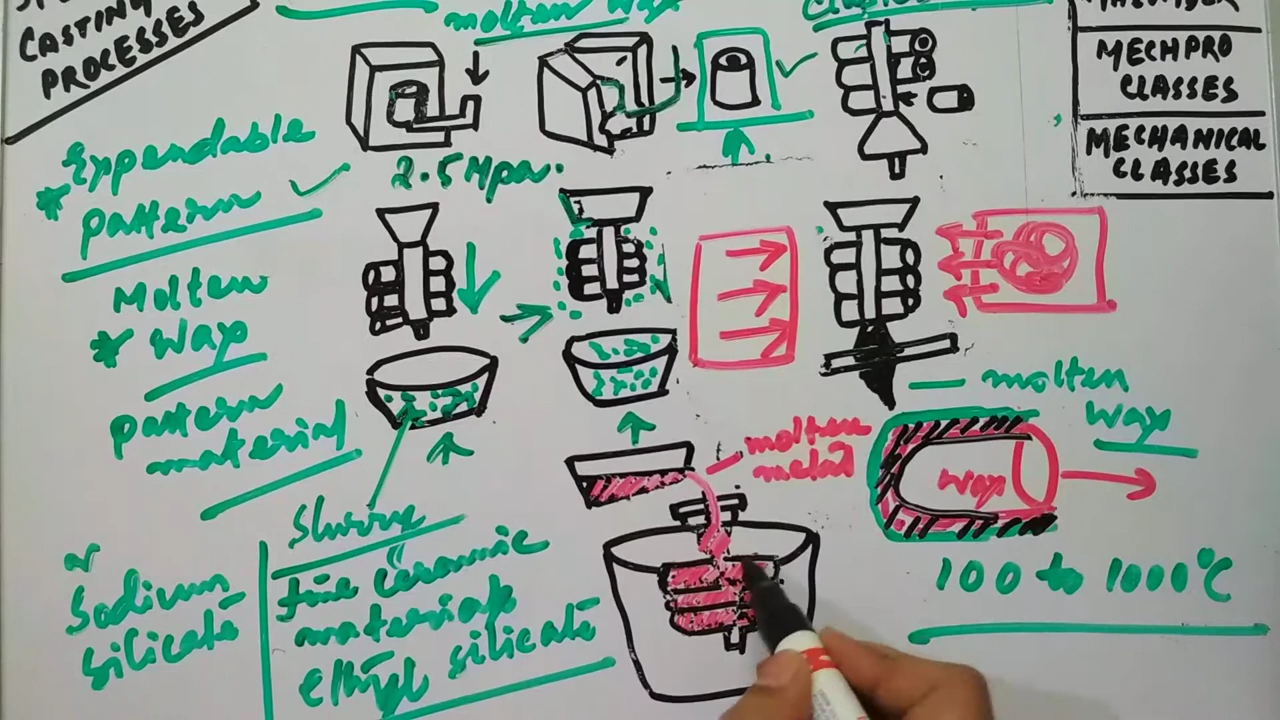 CASTING
PROCESSES
molten wax
MECHPRO
CLASSES
MECHANICAL
CLASSES
* Expendable
pattern
2.5 Mpa.
Molten
* Wax
pattern
material
molten
wax
molten
metal
wax
100 to 1000°C
Slurry
Sodium
silicate
fine ceramic
materials
ethyl silicate